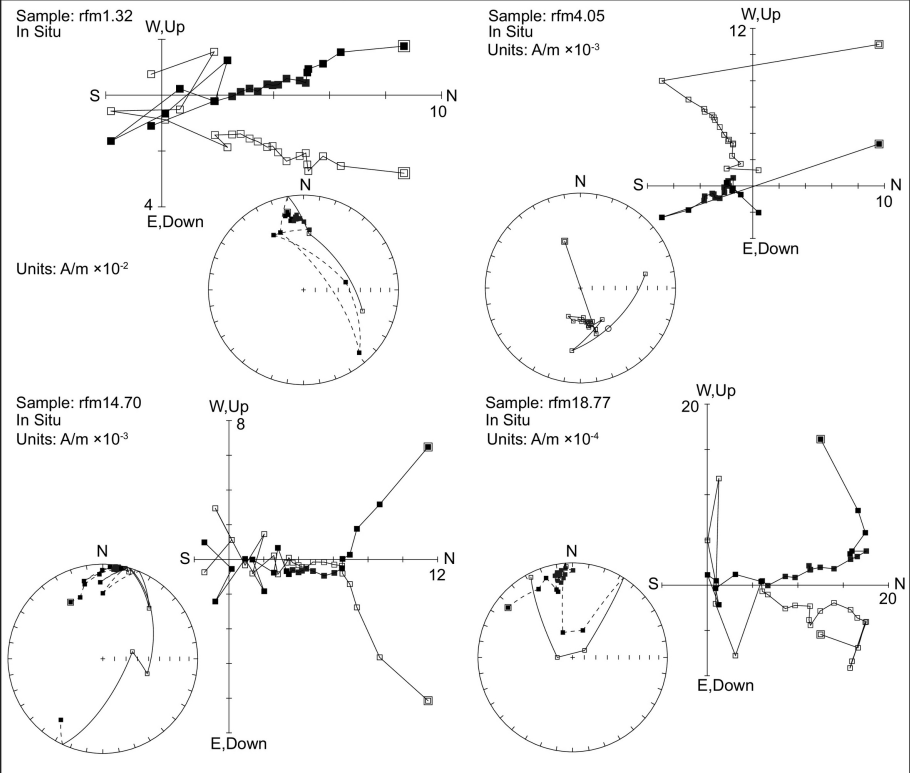 Sample: rfm1.32
In Situ
W,Up
S
N
10
4
E,Down
N
Units: A/m ×10-2
Sample: rfm4.05
In Situ
Units: A/m ×10-3
12
W,Up
S
N
10
E,Down
N
Sample: rfm14.70
In Situ
Units: A/m ×10-3
W,Up
8
S
N
12
E,Down
N
Sample: rfm18.77
In Situ
Units: A/m ×10-4
W,Up
20
S
N
20
E,Down
N